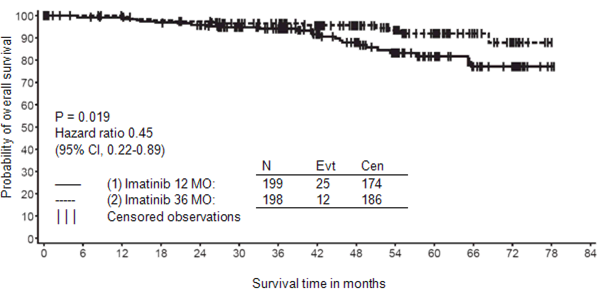 Probability of overall survival
100
90
80
70
60
50
40
30
20
10
0
P = 0.019
Hazard ratio 0.45
(95% CI, 0.22-0.89)
N Evt Cen
(1) Imatinib 12 MO: 199 25 174
(2) Imatinib 36 MO: 198 12 186
Censored observations
0 6 12 18 24 30 36 42 48 54 60 66 72 78 84
Survival time in months